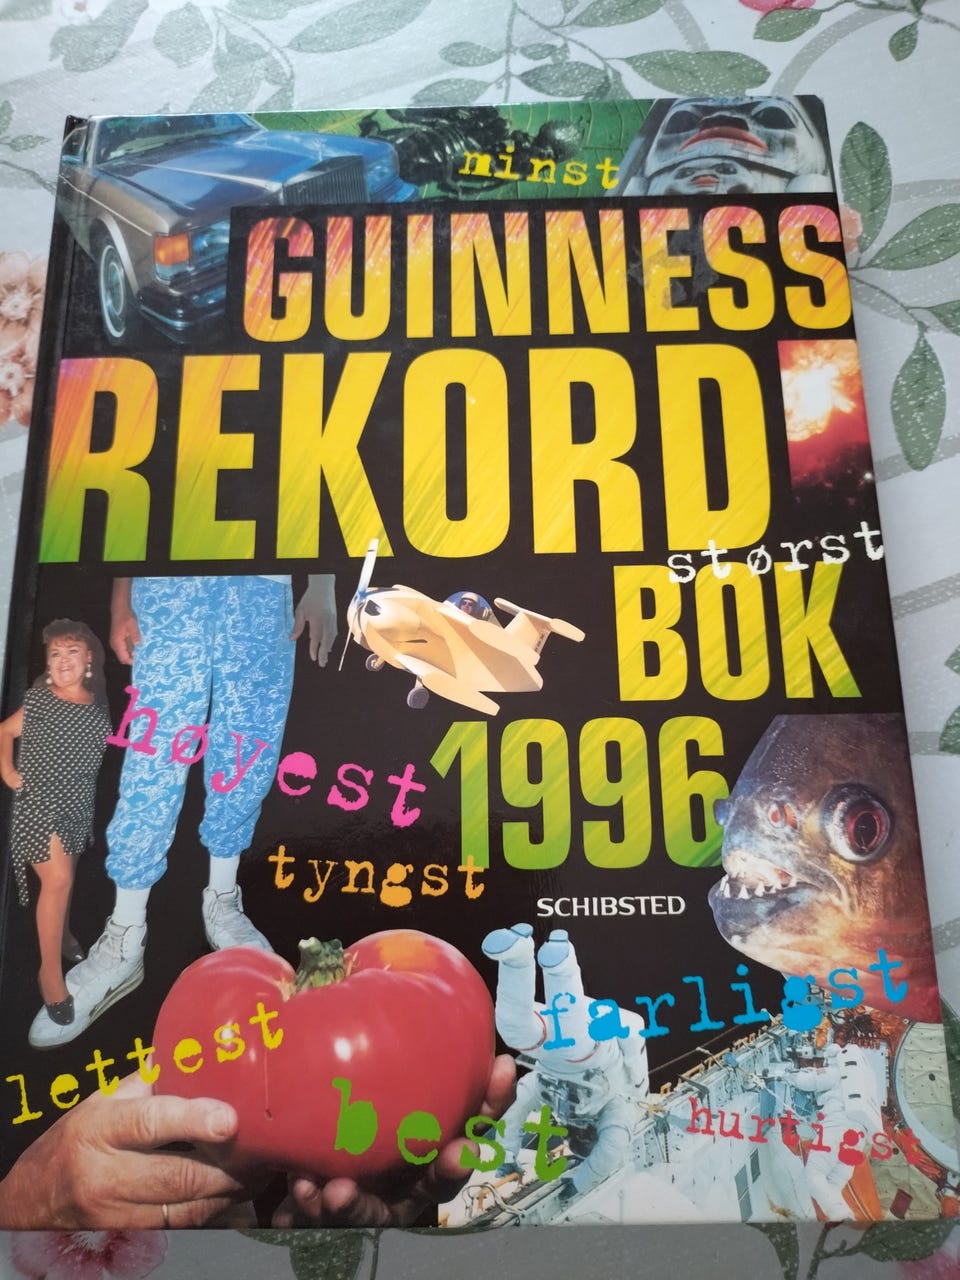 minst
GUINNESS
REKORD
størst
BOK
høyest
1996
tyngst
SCHIBSTED
farligst
lettest
best
hurtigst